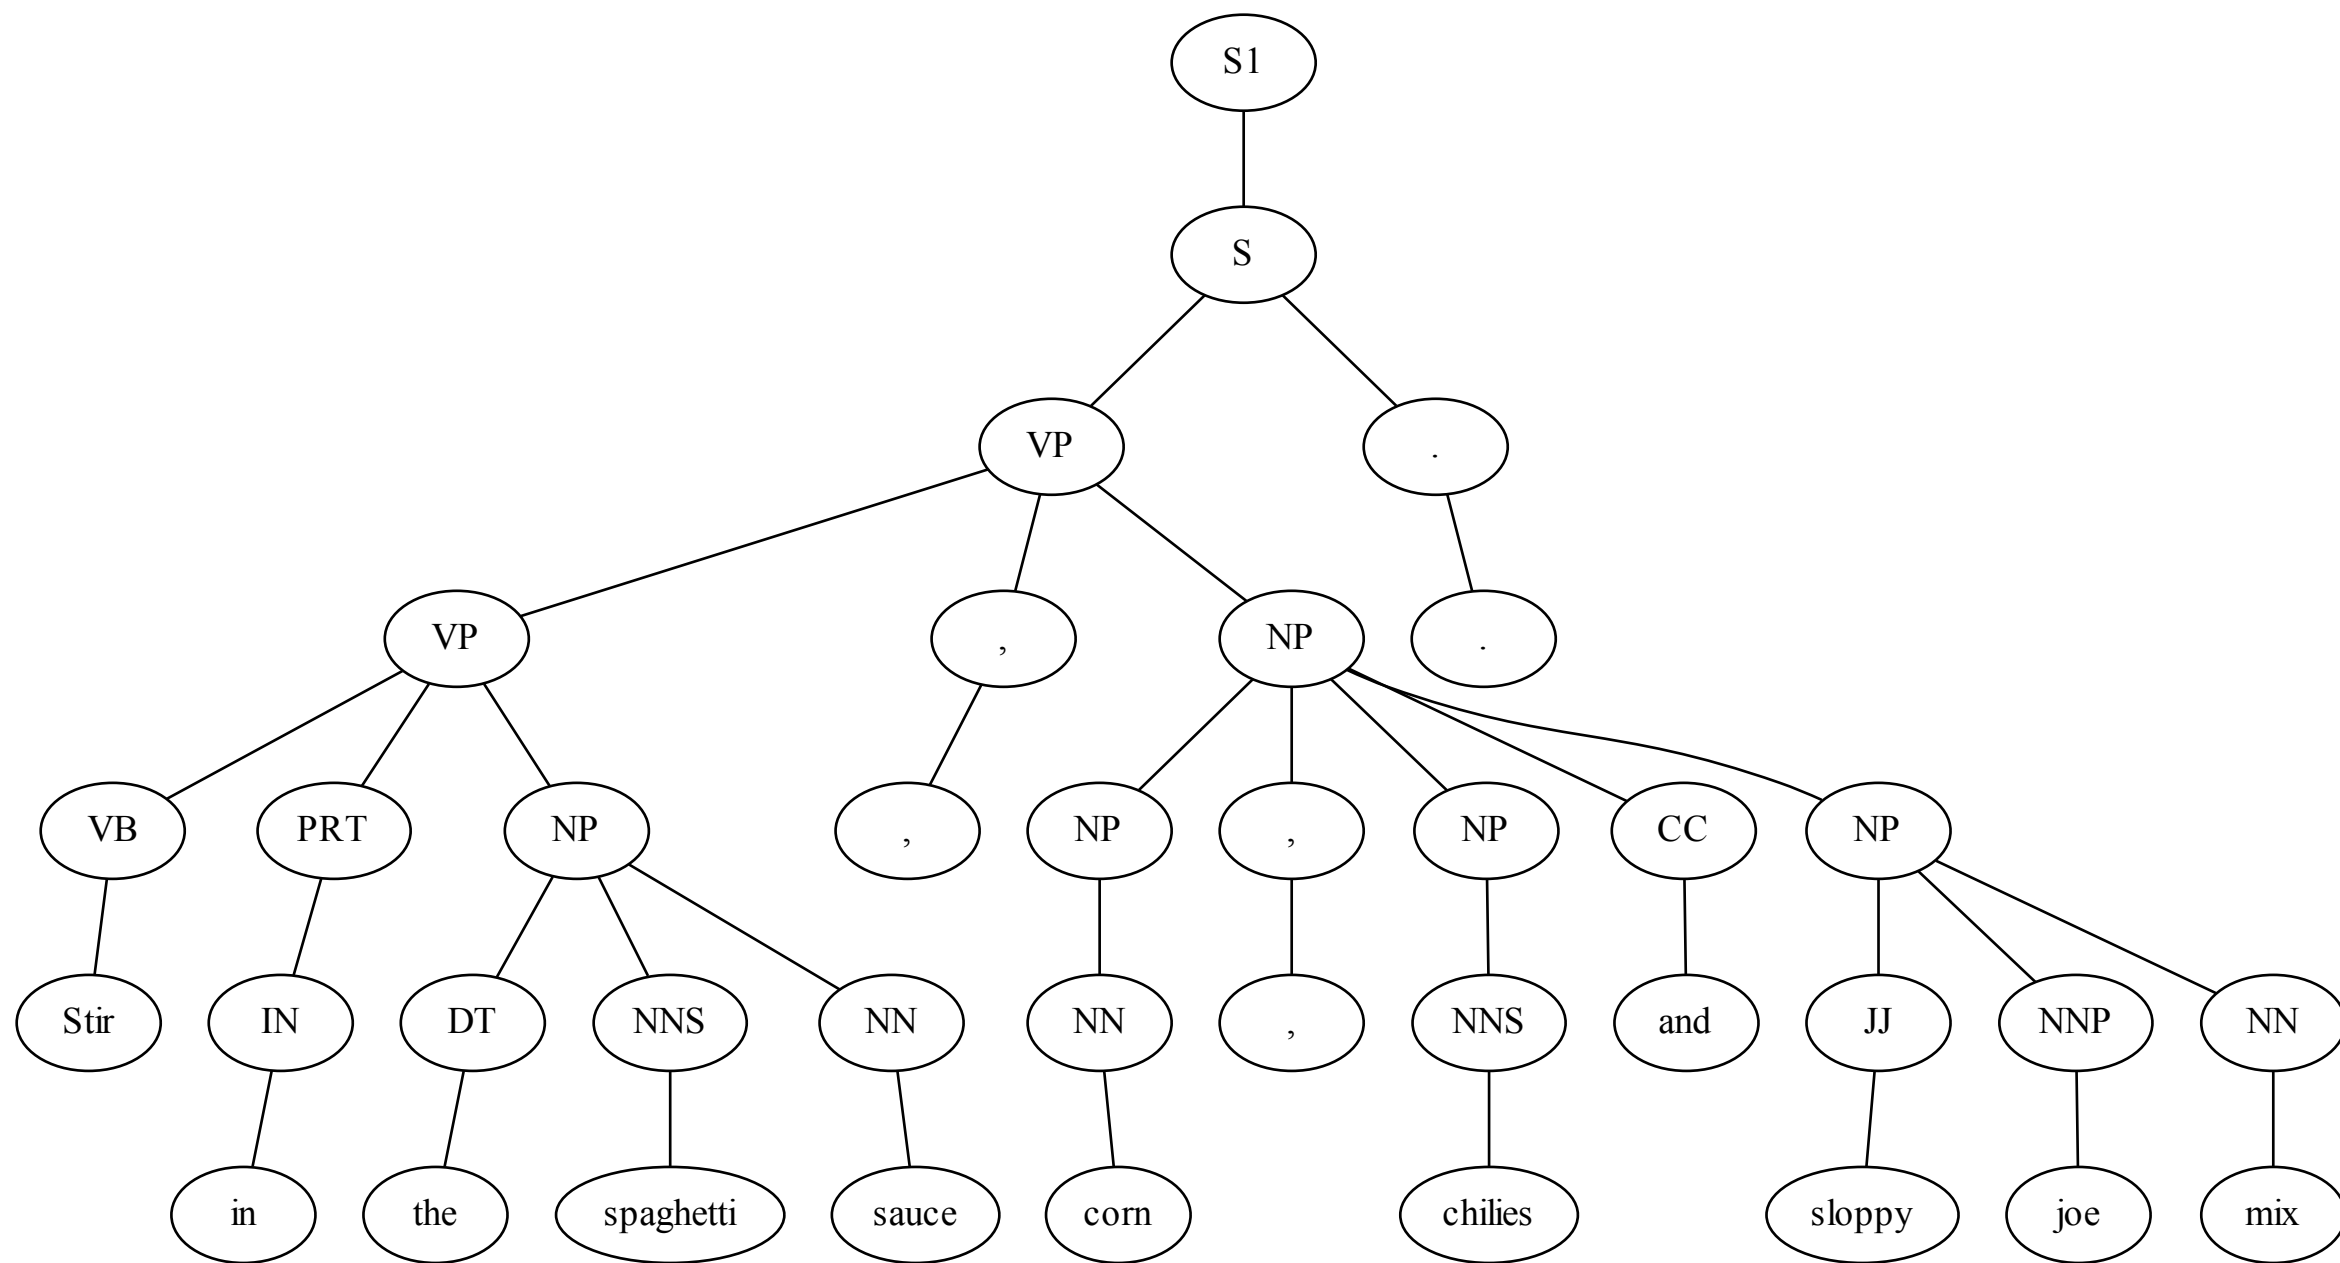 S1
S
VP .
VP , NP .
VB PRT NP , NP , NP CC NP
Stir IN DT NNS NN NN , NNS and JJ NNP NN
in the spaghetti sauce corn chilies sloppy joe mix